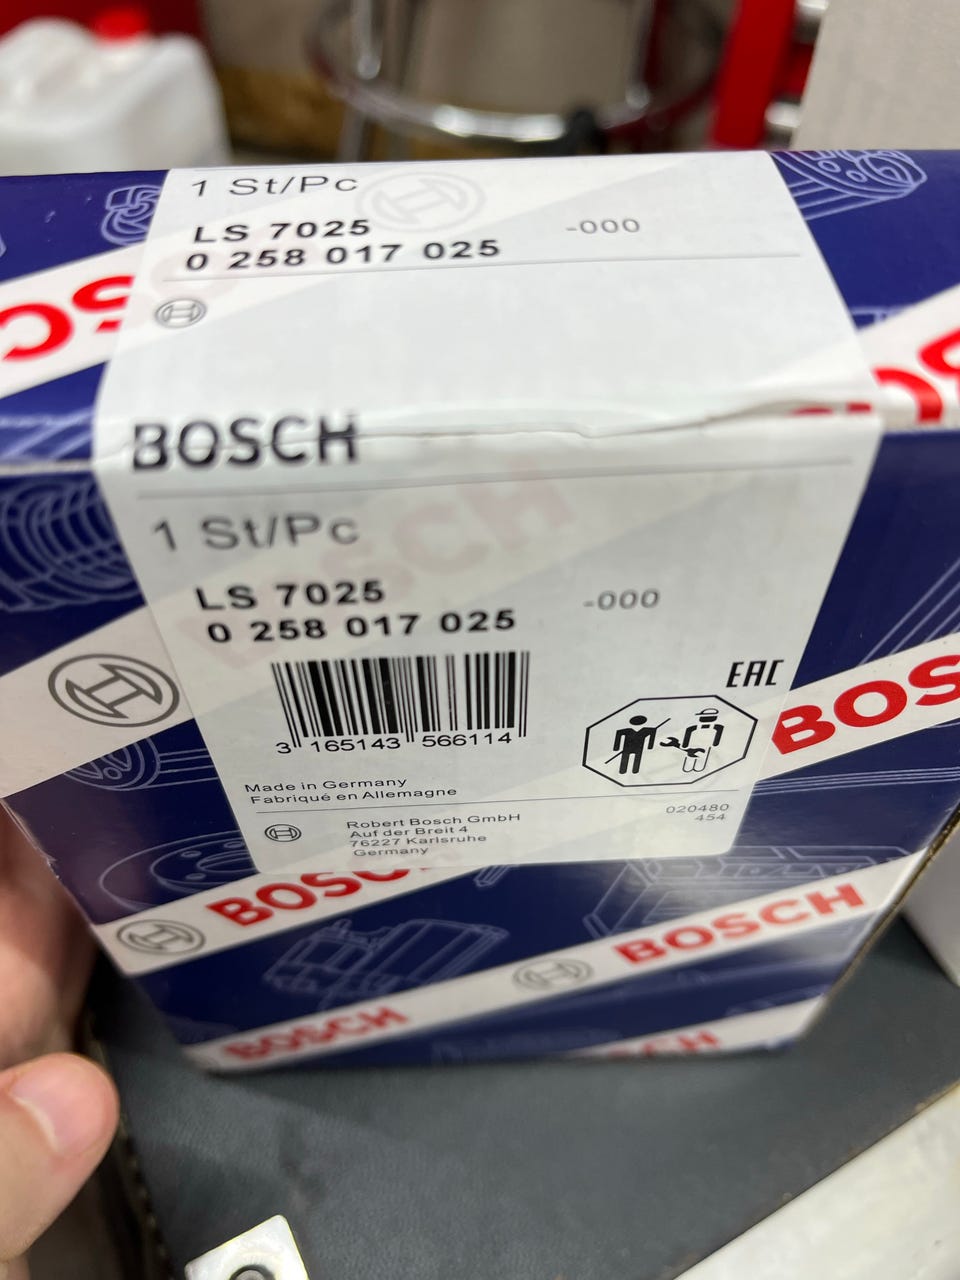 1 St/Pc
LS 7025 -000
0 258 017 025
BOSCH
1 St/Pc
LS 7025 -000
0 258 017 025
3 165143 566114
EAC
Made in Germany
Fabriqué en Allemagne
Robert Bosch GmbH
Auf der Breit 4
76227 Karlsruhe
Germany
020480
454
BOSCH
BOSCH
BOSCH
BOSCH